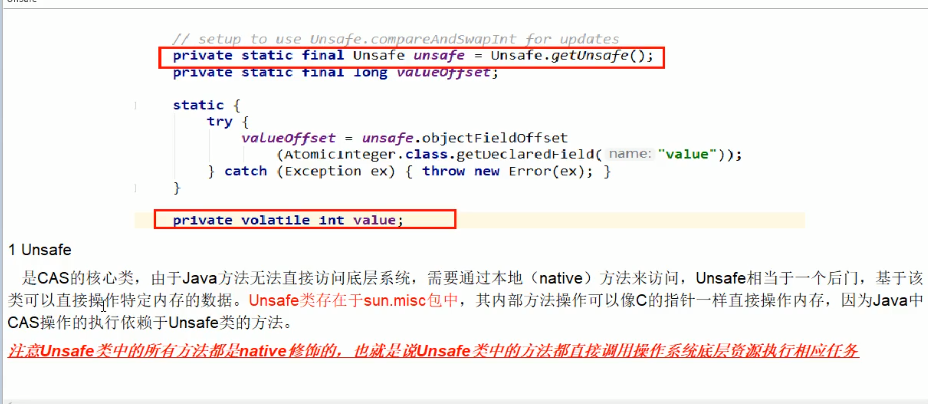 Unsafe
// setup to use Unsafe.compareAndSwapInt for updates
private static final Unsafe unsafe = Unsafe.getUnsafe();
private static final long valueOffset;
static {
try {
valueOffset = unsafe.objectFieldOffset
(AtomicInteger.class.getDeclaredField( name: "value"));
} catch (Exception ex) { throw new Error(ex); }
}
private volatile int value;
1 Unsafe
是CAS的核心类，由于Java方法无法直接访问底层系统，需要通过本地（native）方法来访问，Unsafe相当于一个后门，基于该
类可以直接操作特定内存的数据。Unsafe类存在于sun.misc包中，其内部方法操作可以像C的指针一样直接操作内存，因为Java中
CAS操作的执行依赖于Unsafe类的方法。
注意Unsafe类中的所有方法都是native修饰的，也就是说Unsafe类中的方法都直接调用操作系统底层资源执行相应任务